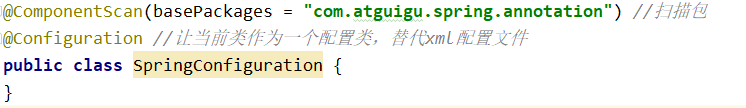 @ComponentScan(basePackages = "com.atguigu.spring.annotation") //扫描包
@Configuration //让当前类作为一个配置类，替代xml配置文件
public class SpringConfiguration {
}